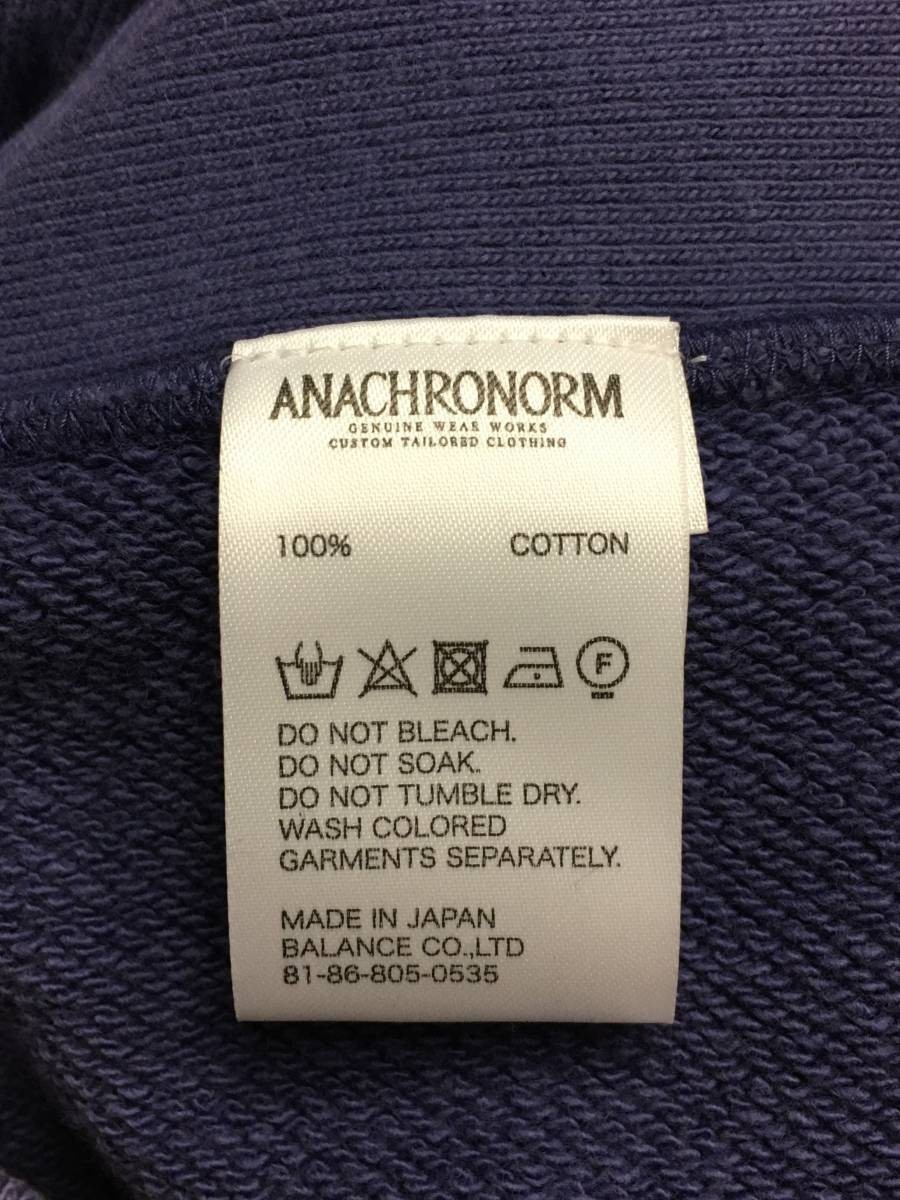 ANACHRONORM
GENUINE WEAR WORKS
CUSTOM TAILORED CLOTHING
100% COTTON
F
DO NOT BLEACH.
DO NOT SOAK.
DO NOT TUMBLE DRY.
WASH COLORED
GARMENTS SEPARATELY.
MADE IN JAPAN
BALANCE CO.,LTD
81-86-805-0535